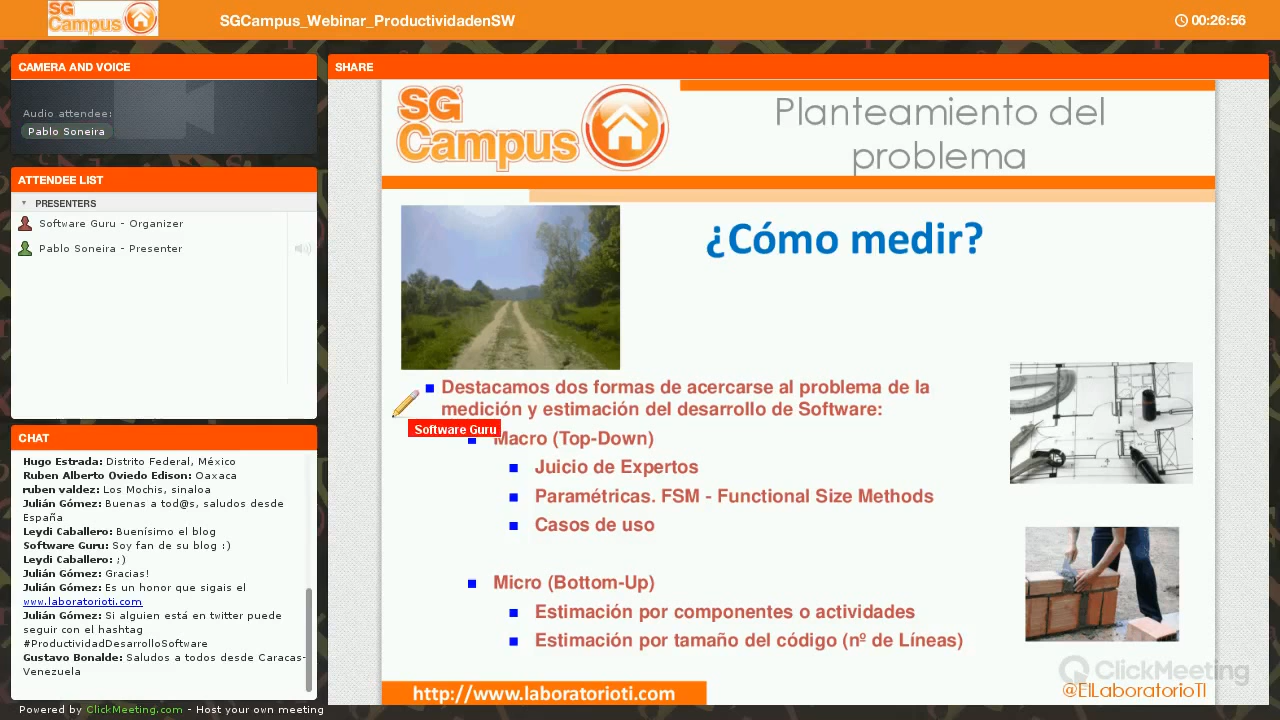 SG
Campus
SGCampus_Webinar_ProductividadenSW
00:26:56
CAMERA AND VOICE
Audio attendee:
Pablo Soneira
ATTENDEE LIST
PRESENTERS
Software Guru - Organizer
Pablo Soneira - Presenter
CHAT
Hugo Estrada: Distrito Federal, México
Ruben Alberto Oviedo Edison: Oaxaca
ruben valdez: Los Mochis, sinaloa
Julián Gómez: Buenas a tod@s, saludos desde
España
Leydi Caballero: Buenísimo el blog
Software Guru: Soy fan de su blog :)
Leydi Caballero: ;)
Julián Gómez: Gracias!
Julián Gómez: Es un honor que sigais el
www.laboratorioti.com
Julián Gómez: Si alguien está en twitter puede
seguir con el hashtag
#ProductividadDesarrolloSoftware
Gustavo Bonalde: Saludos a todos desde Caracas-
Venezuela
Powered by ClickMeeting.com - Host your own meeting
SHARE
SG
Campus
Planteamiento del
problema
¿Cómo medir?
Destacamos dos formas de acercarse al problema de la
medición y estimación del desarrollo de Software:
Software Guru
Macro (Top-Down)
Juicio de Expertos
Paramétricas. FSM - Functional Size Methods
Casos de uso
Micro (Bottom-Up)
Estimación por componentes o actividades
Estimación por tamaño del código (nº de Líneas)
ClickMeeting
http://www.laboratorioti.com
@ElLaboratorioTI